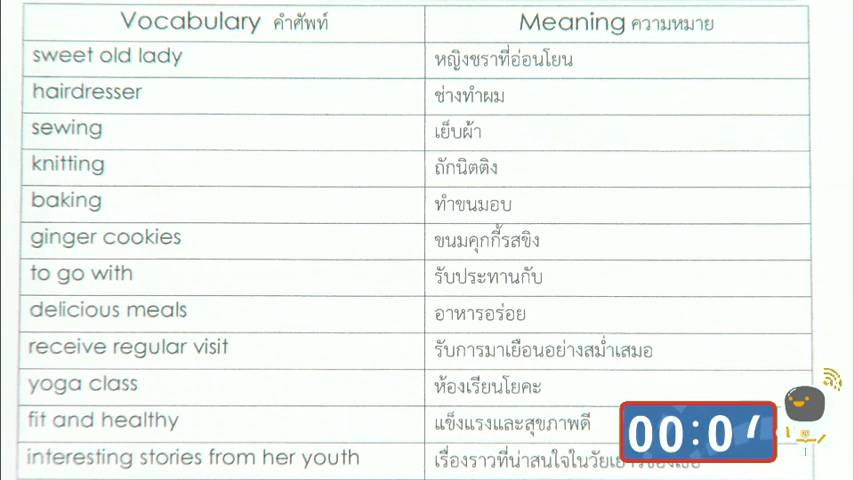 Vocabulary คำศัพท์ Meaning ความหมาย
sweet old lady หญิงชราที่อ่อนโยน
hairdresser ช่างทำผม
sewing เย็บผ้า
knitting ถักนิตติง
baking ทำขนมอบ
ginger cookies ขนมคุกกี้รสขิง
to go with รับประทานกับ
delicious meals อาหารอร่อย
receive regular visit รับการมาเยือนอย่างสม่ำเสมอ
yoga class ห้องเรียนโยคะ
fit and healthy แข็งแรงและสุขภาพดี
00:0
interesting stories from her youth เรื่องราวที่น่าสนใจในวัย